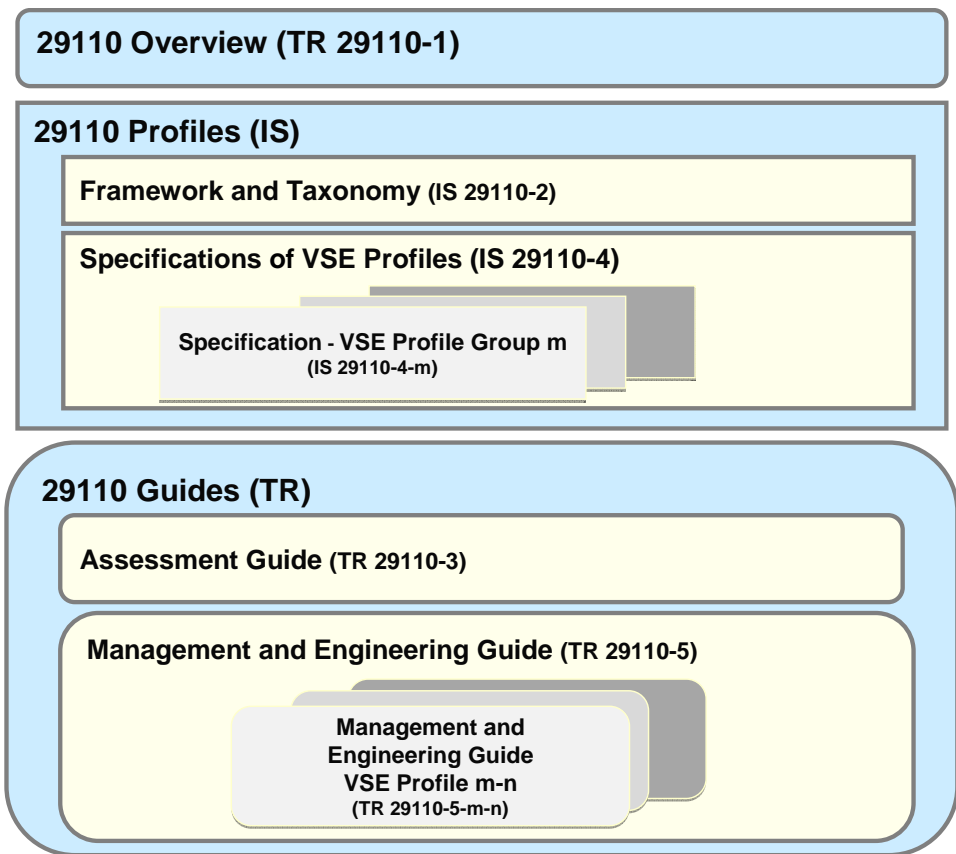 29110 Overview (TR 29110-1)
29110 Profiles (IS)
Framework and Taxonomy (IS 29110-2)
Specifications of VSE Profiles (IS 29110-4)
Specification - VSE Profile Group m
(IS 29110-4-m)
29110 Guides (TR)
Assessment Guide (TR 29110-3)
Management and Engineering Guide (TR 29110-5)
Management and
Engineering Guide
VSE Profile m-n
(TR 29110-5-m-n)